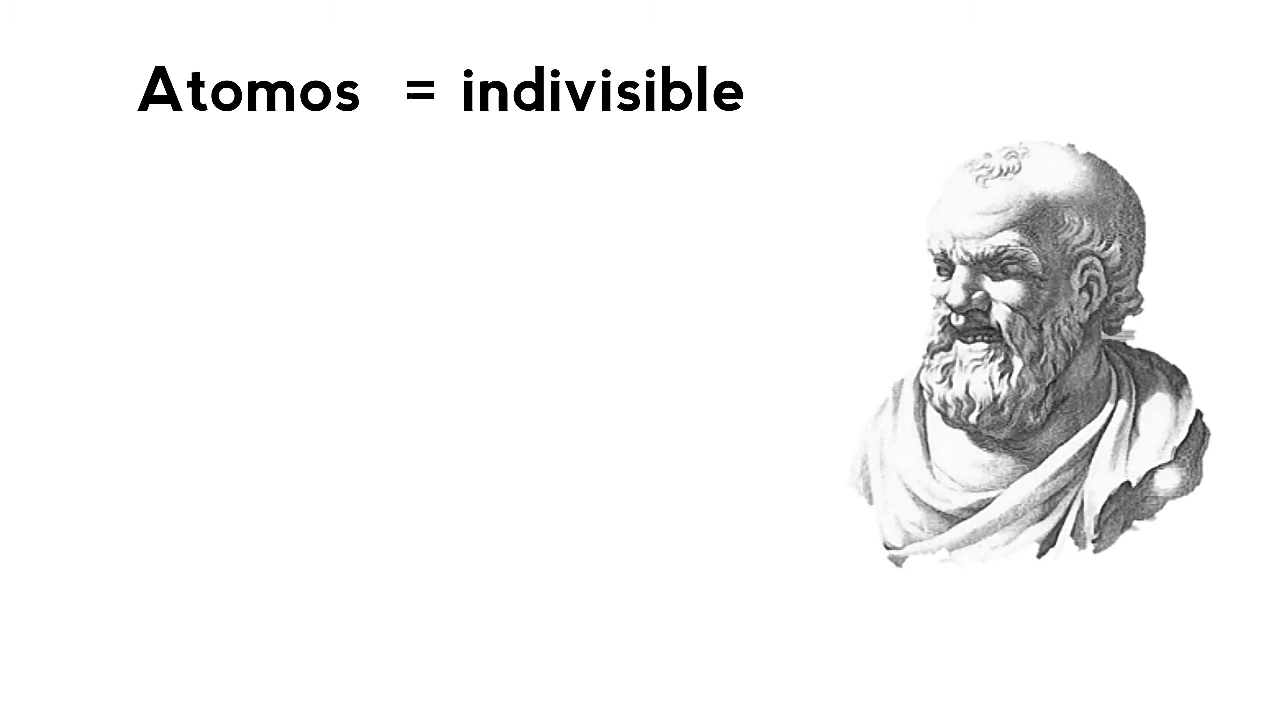 Atomos = indivisible